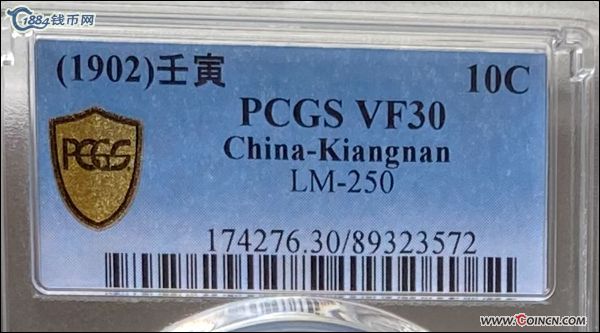 1884钱币网
(1902)壬寅 10C
PCGS VF30
China-Kiangnan
LM-250
PCGS
174276.30/89323572
www.COINCN.com